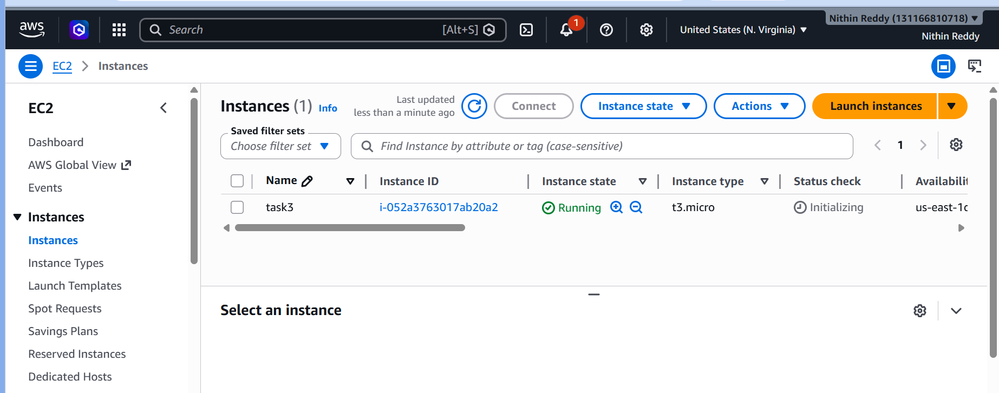 aws
Search [Alt+S]
1
United States (N. Virginia)
Nithin Reddy (131166810718)
Nithin Reddy
EC2 Instances
EC2
Dashboard
AWS Global View
Events
Instances
Instances
Instance Types
Launch Templates
Spot Requests
Savings Plans
Reserved Instances
Dedicated Hosts
Instances (1) Info
Last updated
less than a minute ago
Connect
Instance state
Actions
Launch instances
Saved filter sets
Choose filter set
Find Instance by attribute or tag (case-sensitive)
1
Name Instance ID Instance state Instance type Status check Availabilit
task3 i-052a3763017ab20a2 Running t3.micro Initializing us-east-1
Select an instance